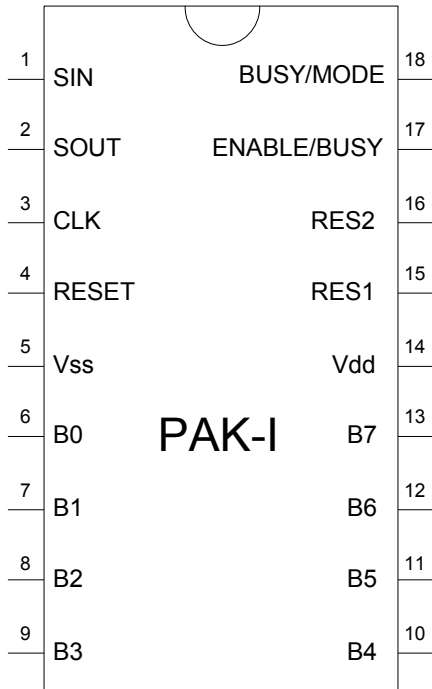 1 SIN BUSY/MODE 18
2 SOUT ENABLE/BUSY 17
3 CLK RES2 16
4 RESET RES1 15
5 Vss Vdd 14
6 B0 PAK-I B7 13
7 B1 B6 12
8 B2 B5 11
9 B3 B4 10